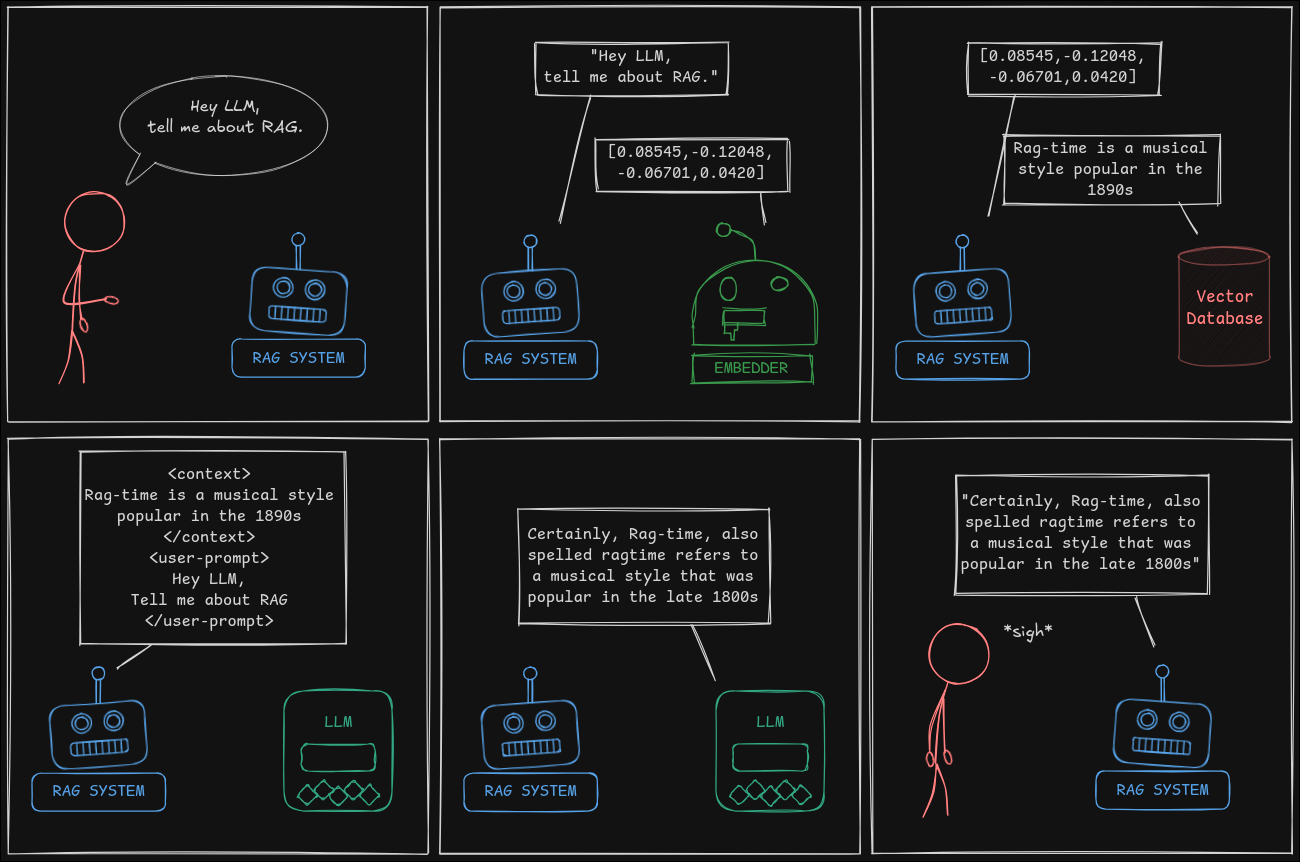 Hey LLM,
tell me about RAG.
RAG SYSTEM
"Hey LLM,
tell me about RAG."
[0.08545,-0.12048,
-0.06701,0.0420]
RAG SYSTEM
EMBEDDER
[0.08545,-0.12048,
-0.06701,0.0420]
Rag-time is a musical
style popular in the
1890s
RAG SYSTEM
Vector
Database
<context>
Rag-time is a musical style
popular in the 1890s
</context>
<user-prompt>
Hey LLM,
Tell me about RAG
</user-prompt>
RAG SYSTEM
LLM
Certainly, Rag-time, also
spelled ragtime refers to
a musical style that was
popular in the late 1800s
RAG SYSTEM
LLM
"Certainly, Rag-time, also
spelled ragtime refers to
a musical style that was
popular in the late 1800s"
*sigh*
RAG SYSTEM